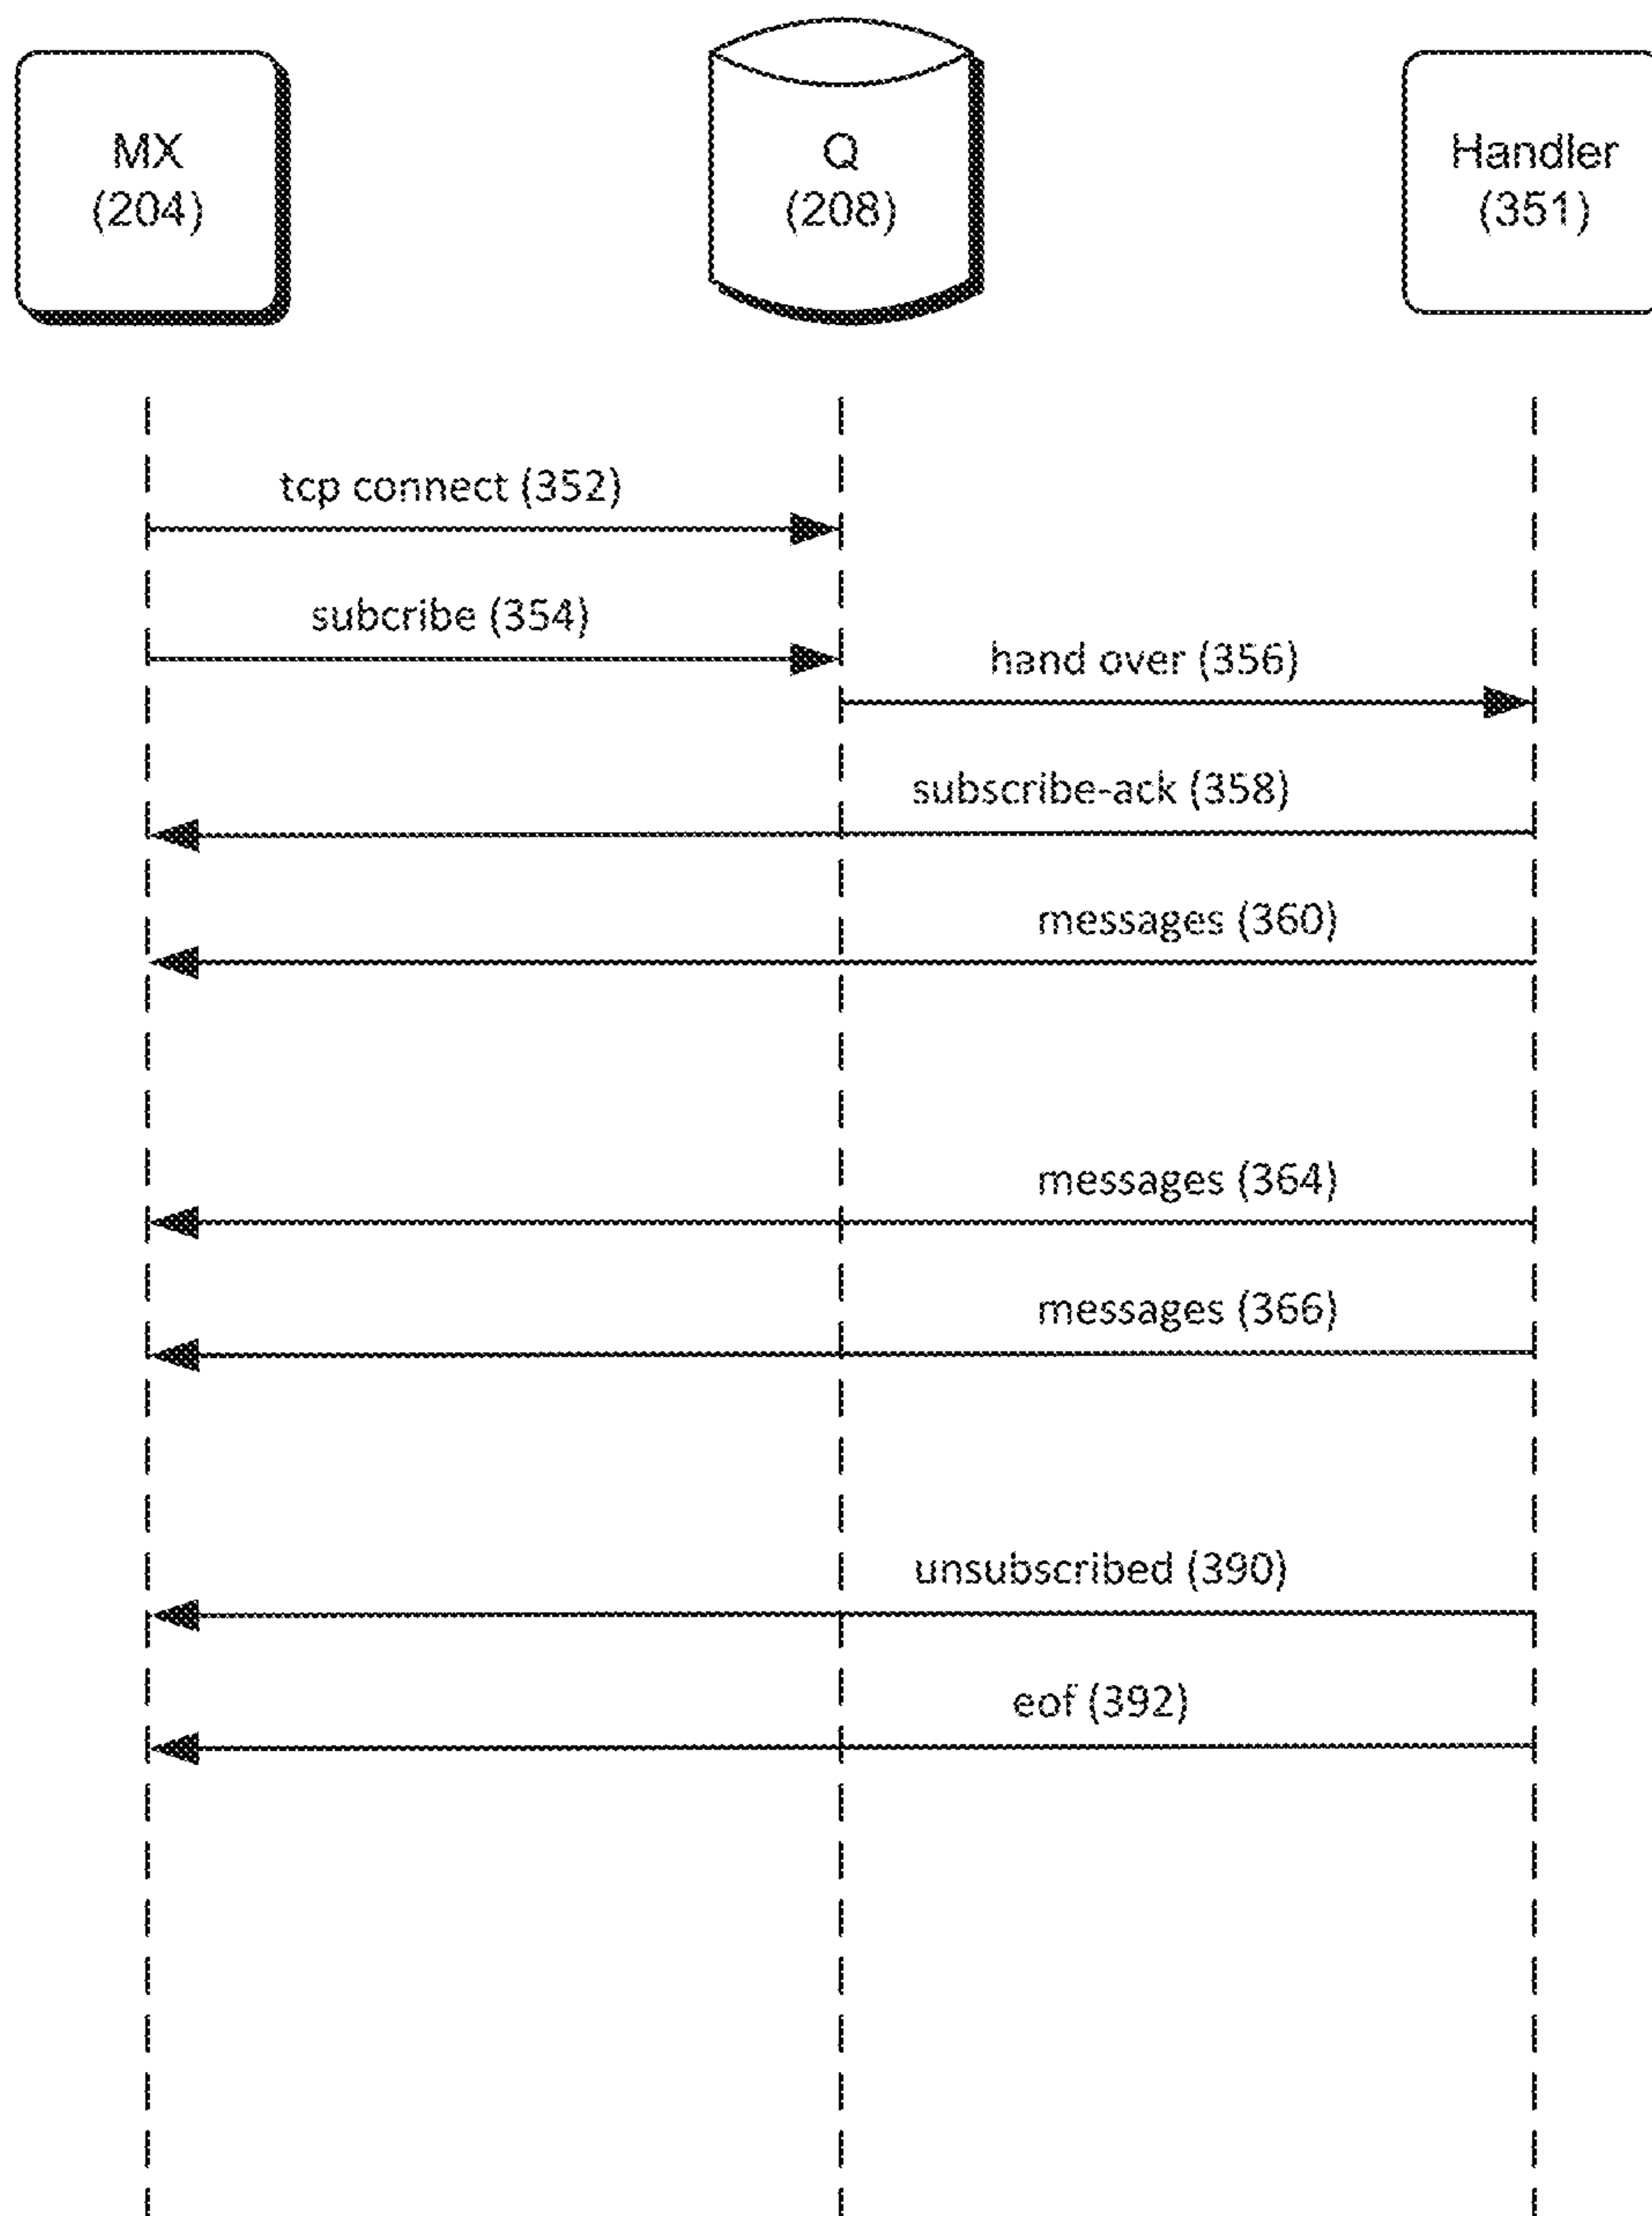 MX
(204)
Q
(208)
Handler
(351)
tcp connect (352)
subcribe (354)
hand over (356)
subscribe-ack (358)
messages (360)
messages (364)
messages (366)
unsubscribed (390)
eof (392)